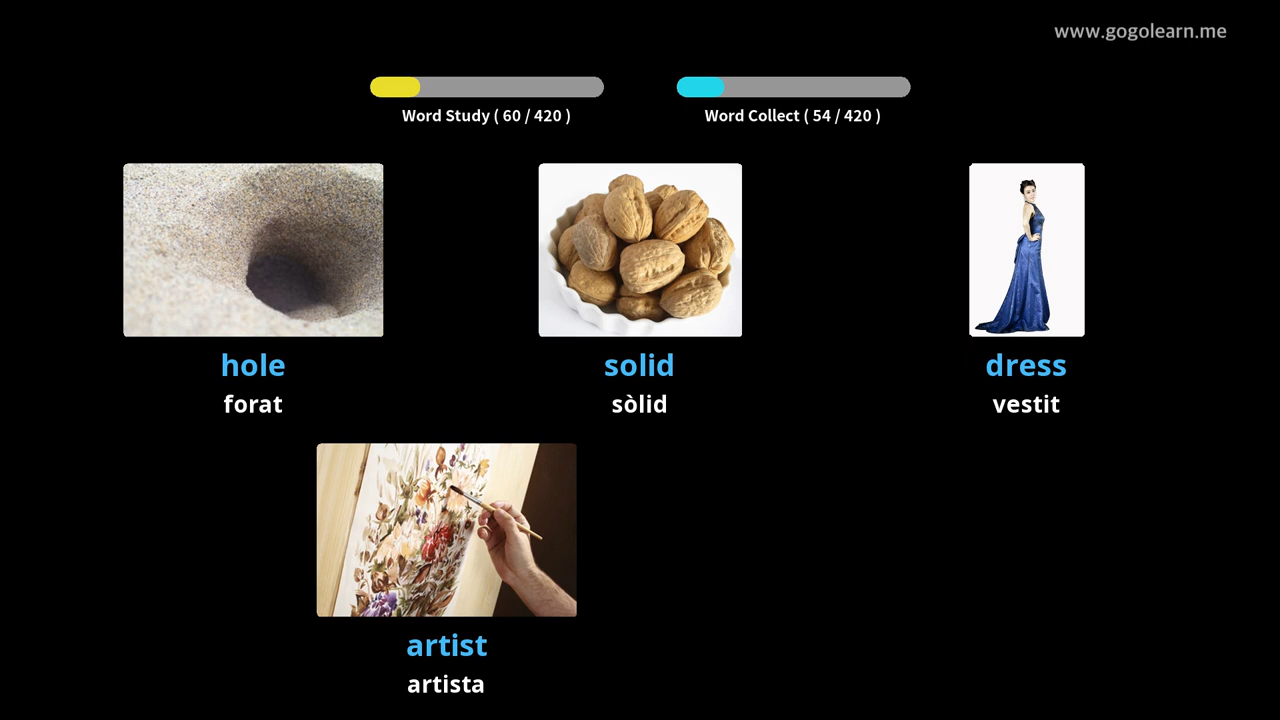 www.gogolearn.me
Word Study ( 60 / 420 )
Word Collect ( 54 / 420 )
hole
forat
solid
sòlid
dress
vestit
artist
artista